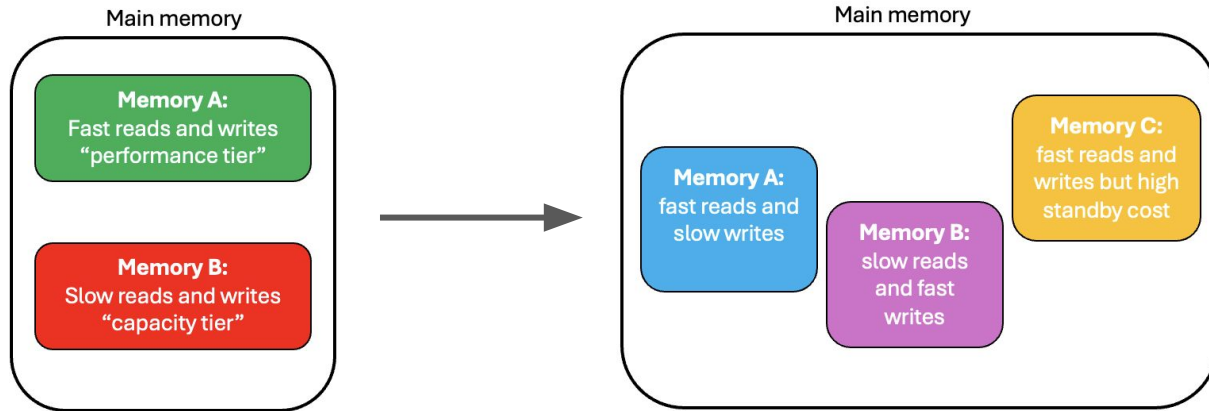 Main memory
Memory A:
Fast reads and writes
“performance tier”
Memory B:
Slow reads and writes
“capacity tier”
Main memory
Memory A:
fast reads and
slow writes
Memory B:
slow reads
and fast
writes
Memory C:
fast reads and
writes but high
standby cost